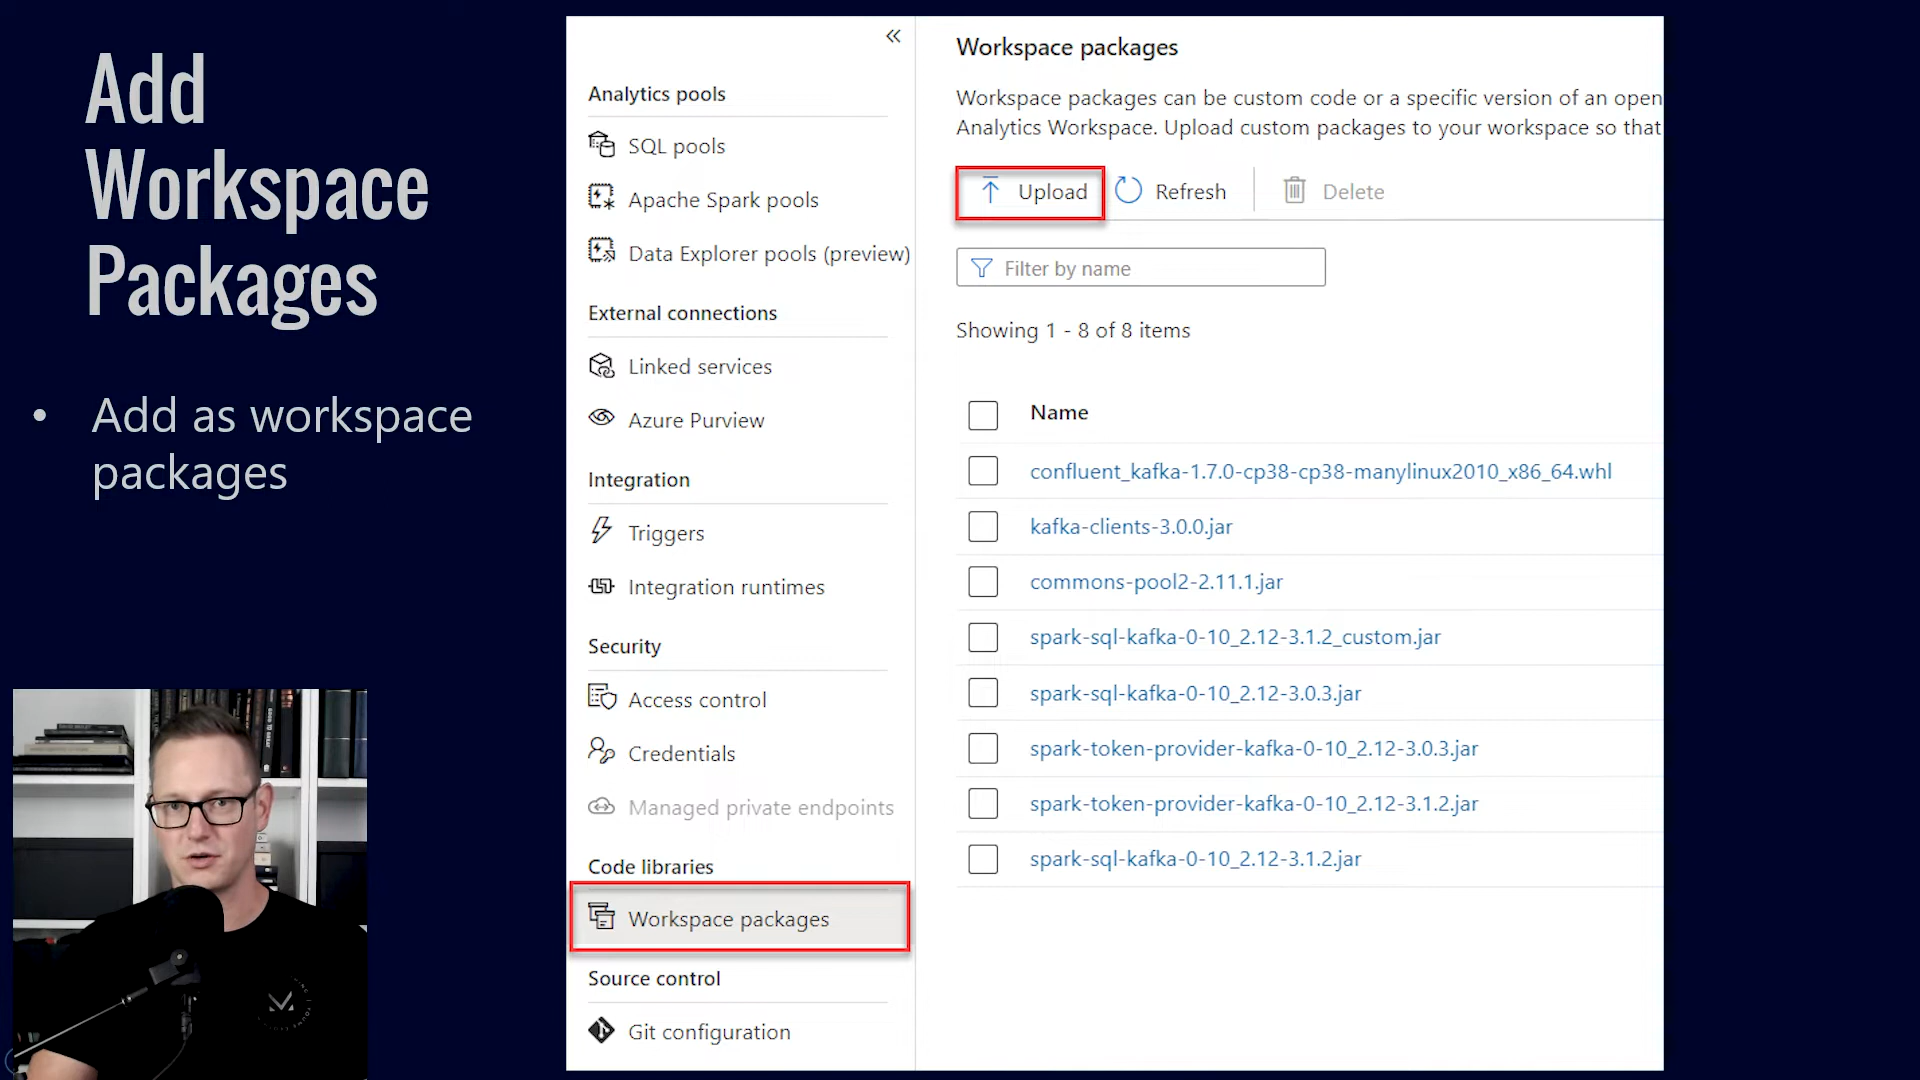 Add
Workspace
Packages
• Add as workspace
packages
Analytics pools
SQL pools
Apache Spark pools
Data Explorer pools (preview)
External connections
Linked services
Azure Purview
Integration
Triggers
Integration runtimes
Security
Access control
Credentials
Managed private endpoints
Code libraries
Workspace packages
Source control
Git configuration
Workspace packages
Workspace packages can be custom code or a specific version of an open
Analytics Workspace. Upload custom packages to your workspace so that
Upload
Refresh
Delete
Filter by name
Showing 1 - 8 of 8 items
Name
confluent_kafka-1.7.0-cp38-cp38-manylinux2010_x86_64.whl
kafka-clients-3.0.0.jar
commons-pool2-2.11.1.jar
spark-sql-kafka-0-10_2.12-3.1.2_custom.jar
spark-sql-kafka-0-10_2.12-3.0.3.jar
spark-token-provider-kafka-0-10_2.12-3.0.3.jar
spark-token-provider-kafka-0-10_2.12-3.1.2.jar
spark-sql-kafka-0-10_2.12-3.1.2.jar